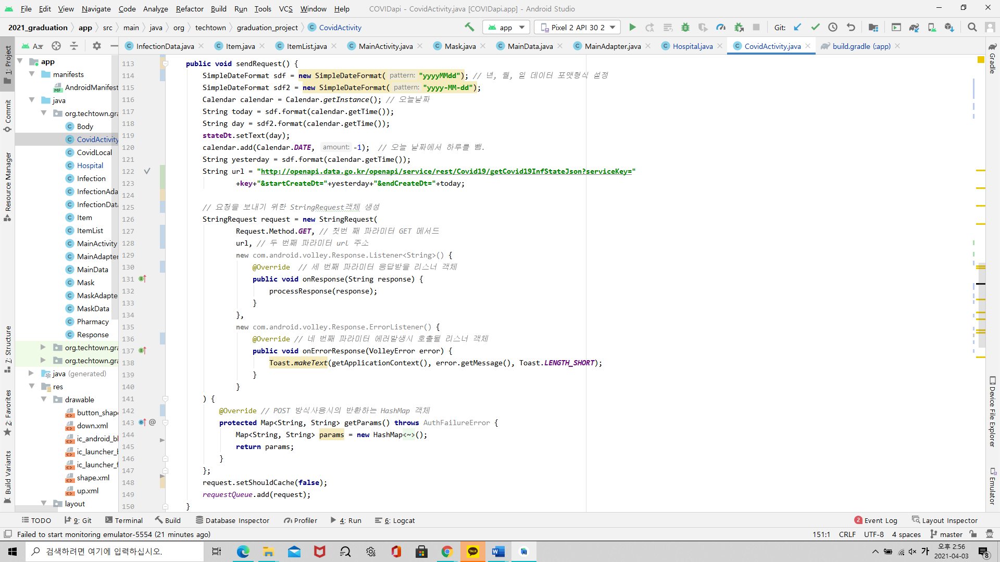 File Edit View Navigate Code Analyze Refactor Build Run Tools VCS Window Help COVIDapi - CovidActivity.java [COVIDapi.app] - Android Studio
2021_graduation app src main java org techtown graduation_project CovidActivity app Pixel 2 API 30 2 Git:
A.. InfectionData.java Item.java ItemList.java MainActivity.java Mask.java MainData.java MainAdapter.java Hospital.java CovidActivity.java build.gradle (:app)
1: Project
Commit
Resource Manager
7: Structure
2: Favorites
Build Variants
app
manifests
AndroidManifest
java
org.techtown.gra
Body
CovidActivity
CovidLocal
Hospital
Infection
InfectionAda
InfectionData
Item
ItemList
MainActivity
MainAdapter
MainData
Mask
MaskAdapte
MaskData
Pharmacy
Response
org.techtown.gra
org.techtown.gra
java (generated)
res
drawable
button_shap
down.xml
ic_android_bl
ic_launcher_b
ic_launcher_f
shape.xml
up.xml
layout
113 public void sendRequest() {
114 SimpleDateFormat sdf = new SimpleDateFormat( pattern: "yyyyMMdd"); // 년, 월, 일 데이터 포맷형식 설정
115 SimpleDateFormat sdf2 = new SimpleDateFormat( pattern: "yyyy-MM-dd");
116 Calendar calendar = Calendar.getInstance(); // 오늘날짜
117 String today = sdf.format(calendar.getTime());
118 String day = sdf2.format(calendar.getTime());
119 stateDt.setText(day);
120 calendar.add(Calendar.DATE, amount: -1); // 오늘 날짜에서 하루를 뺌.
121 String yesterday = sdf.format(calendar.getTime());
122 String url = "http://openapi.data.go.kr/openapi/service/rest/Covid19/getCovid19InfStateJson?serviceKey="
123 +key+"&startCreateDt="+yesterday+"&endCreateDt="+today;
124
125 // 요청을 보내기 위한 StringRequest객체 생성
126 StringRequest request = new StringRequest(
127 Request.Method.GET, // 첫번 째 파라미터 GET 메서드
128 url, // 두 번째 파라미터 url 주소
129 new com.android.volley.Response.Listener<String>() {
130 @Override // 세 번째 파라미터 응답받을 리스너 객체
131 public void onResponse(String response) {
132 processResponse(response);
133 }
134 },
135 new com.android.volley.Response.ErrorListener() {
136 @Override // 네 번째 파라미터 에러발생시 호출될 리스너 객체
137 public void onErrorResponse(VolleyError error) {
138 Toast.makeText(getApplicationContext(), error.getMessage(), Toast.LENGTH_SHORT);
139 }
140 }
141 ) {
142 @Override // POST 방식사용시의 반환하는 HashMap 객체
143 @ protected Map<String, String> getParams() throws AuthFailureError {
144 Map<String, String> params = new HashMap<~>();
145 return params;
146 }
147 };
148 request.setShouldCache(false);
149 requestQueue.add(request);
150 }
Gradle
Device File Explorer
Emulator
TODO 9: Git Terminal Build Database Inspector Profiler 4: Run 6: Logcat 2 Event Log Layout Inspector
Failed to start monitoring emulator-5554 (21 minutes ago) 151:1 CRLF UTF-8 4 spaces master
검색하려면 여기에 입력하십시오. TALK 가 오후 2:56
2021-04-03 8